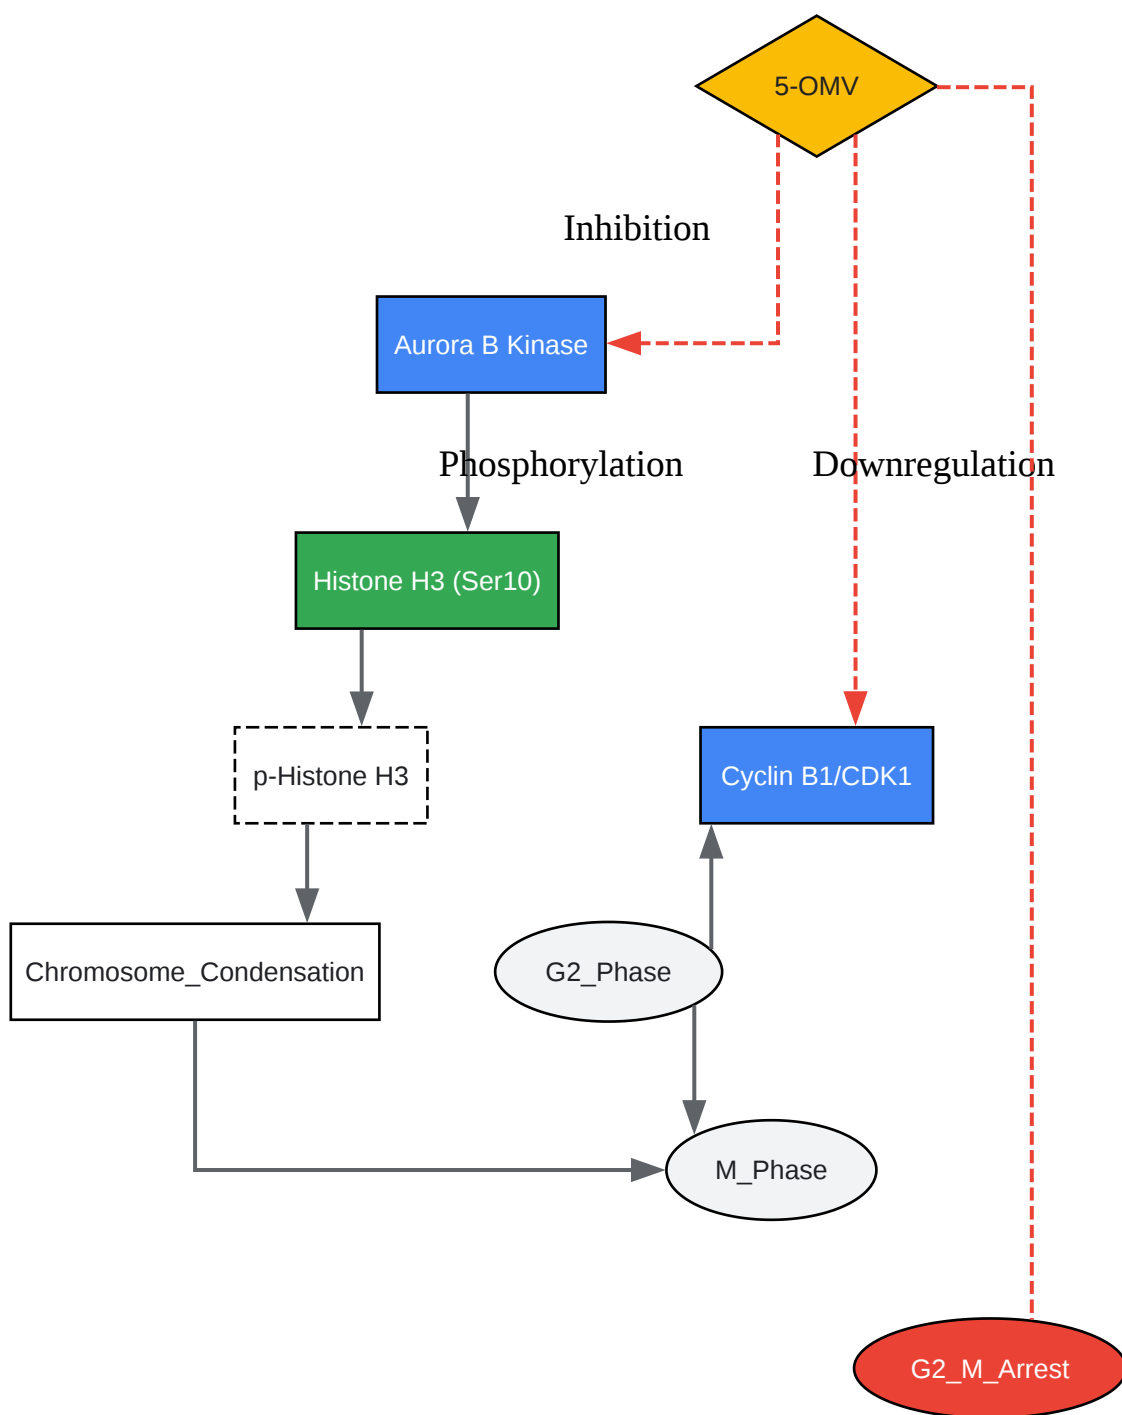 5-OMV
Inhibition
Aurora B Kinase
Phosphorylation
Downregulation
Histone H3 (Ser10)
p-Histone H3
Cyclin B1/CDK1
Chromosome_Condensation
G2_Phase
M_Phase
G2_M_Arrest